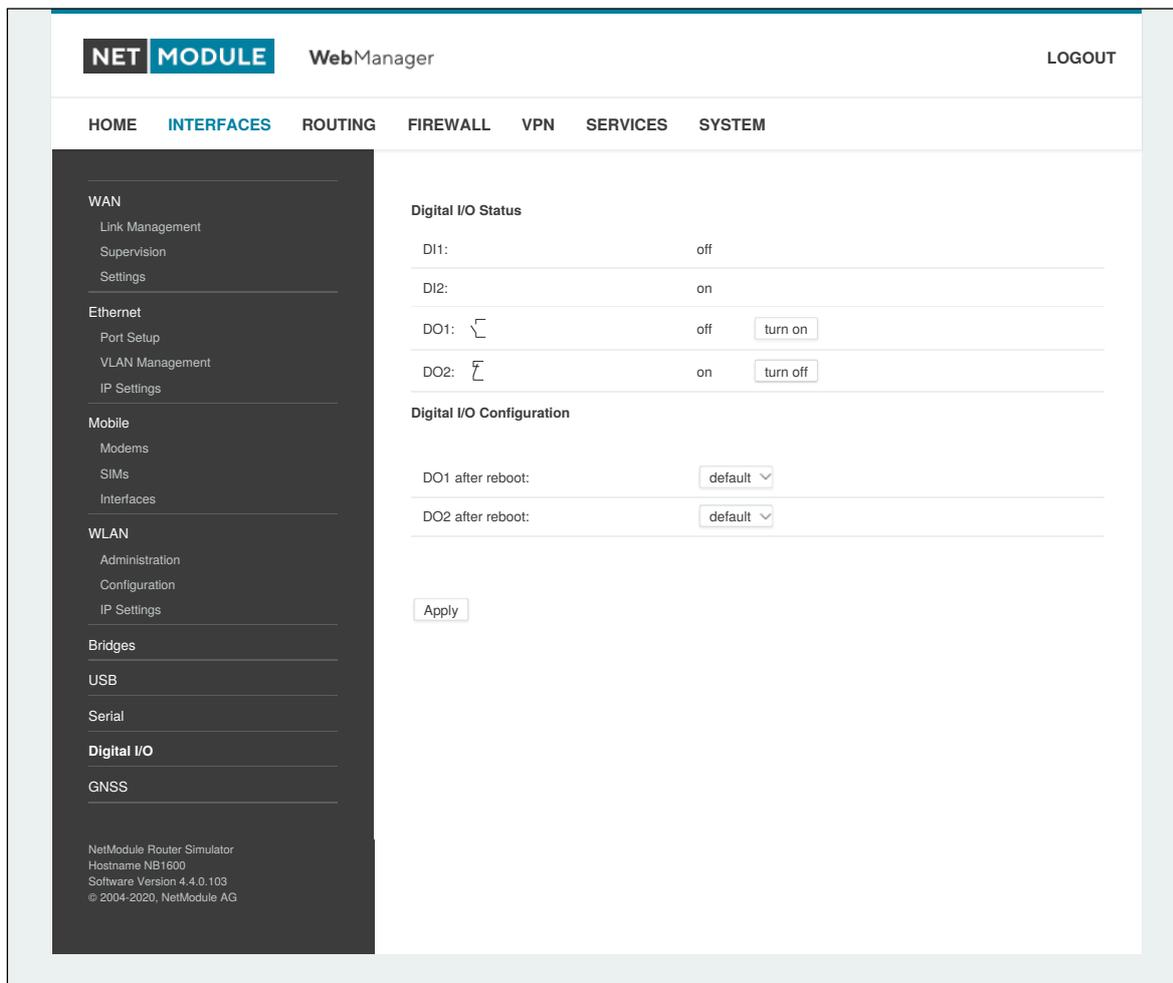 NET MODULE WebManager LOGOUT
HOME INTERFACES ROUTING FIREWALL VPN SERVICES SYSTEM
WAN
Link Management
Supervision
Settings
Ethernet
Port Setup
VLAN Management
IP Settings
Mobile
Modems
SIMs
Interfaces
WLAN
Administration
Configuration
IP Settings
Bridges
USB
Serial
Digital I/O
GNSS
NetModule Router Simulator
Hostname NB1600
Software Version 4.4.0.103
© 2004-2020, NetModule AG
Digital I/O Status
DI1: off
DI2: on
DO1: off turn on
DO2: on turn off
Digital I/O Configuration
DO1 after reboot: default
DO2 after reboot: default
Apply